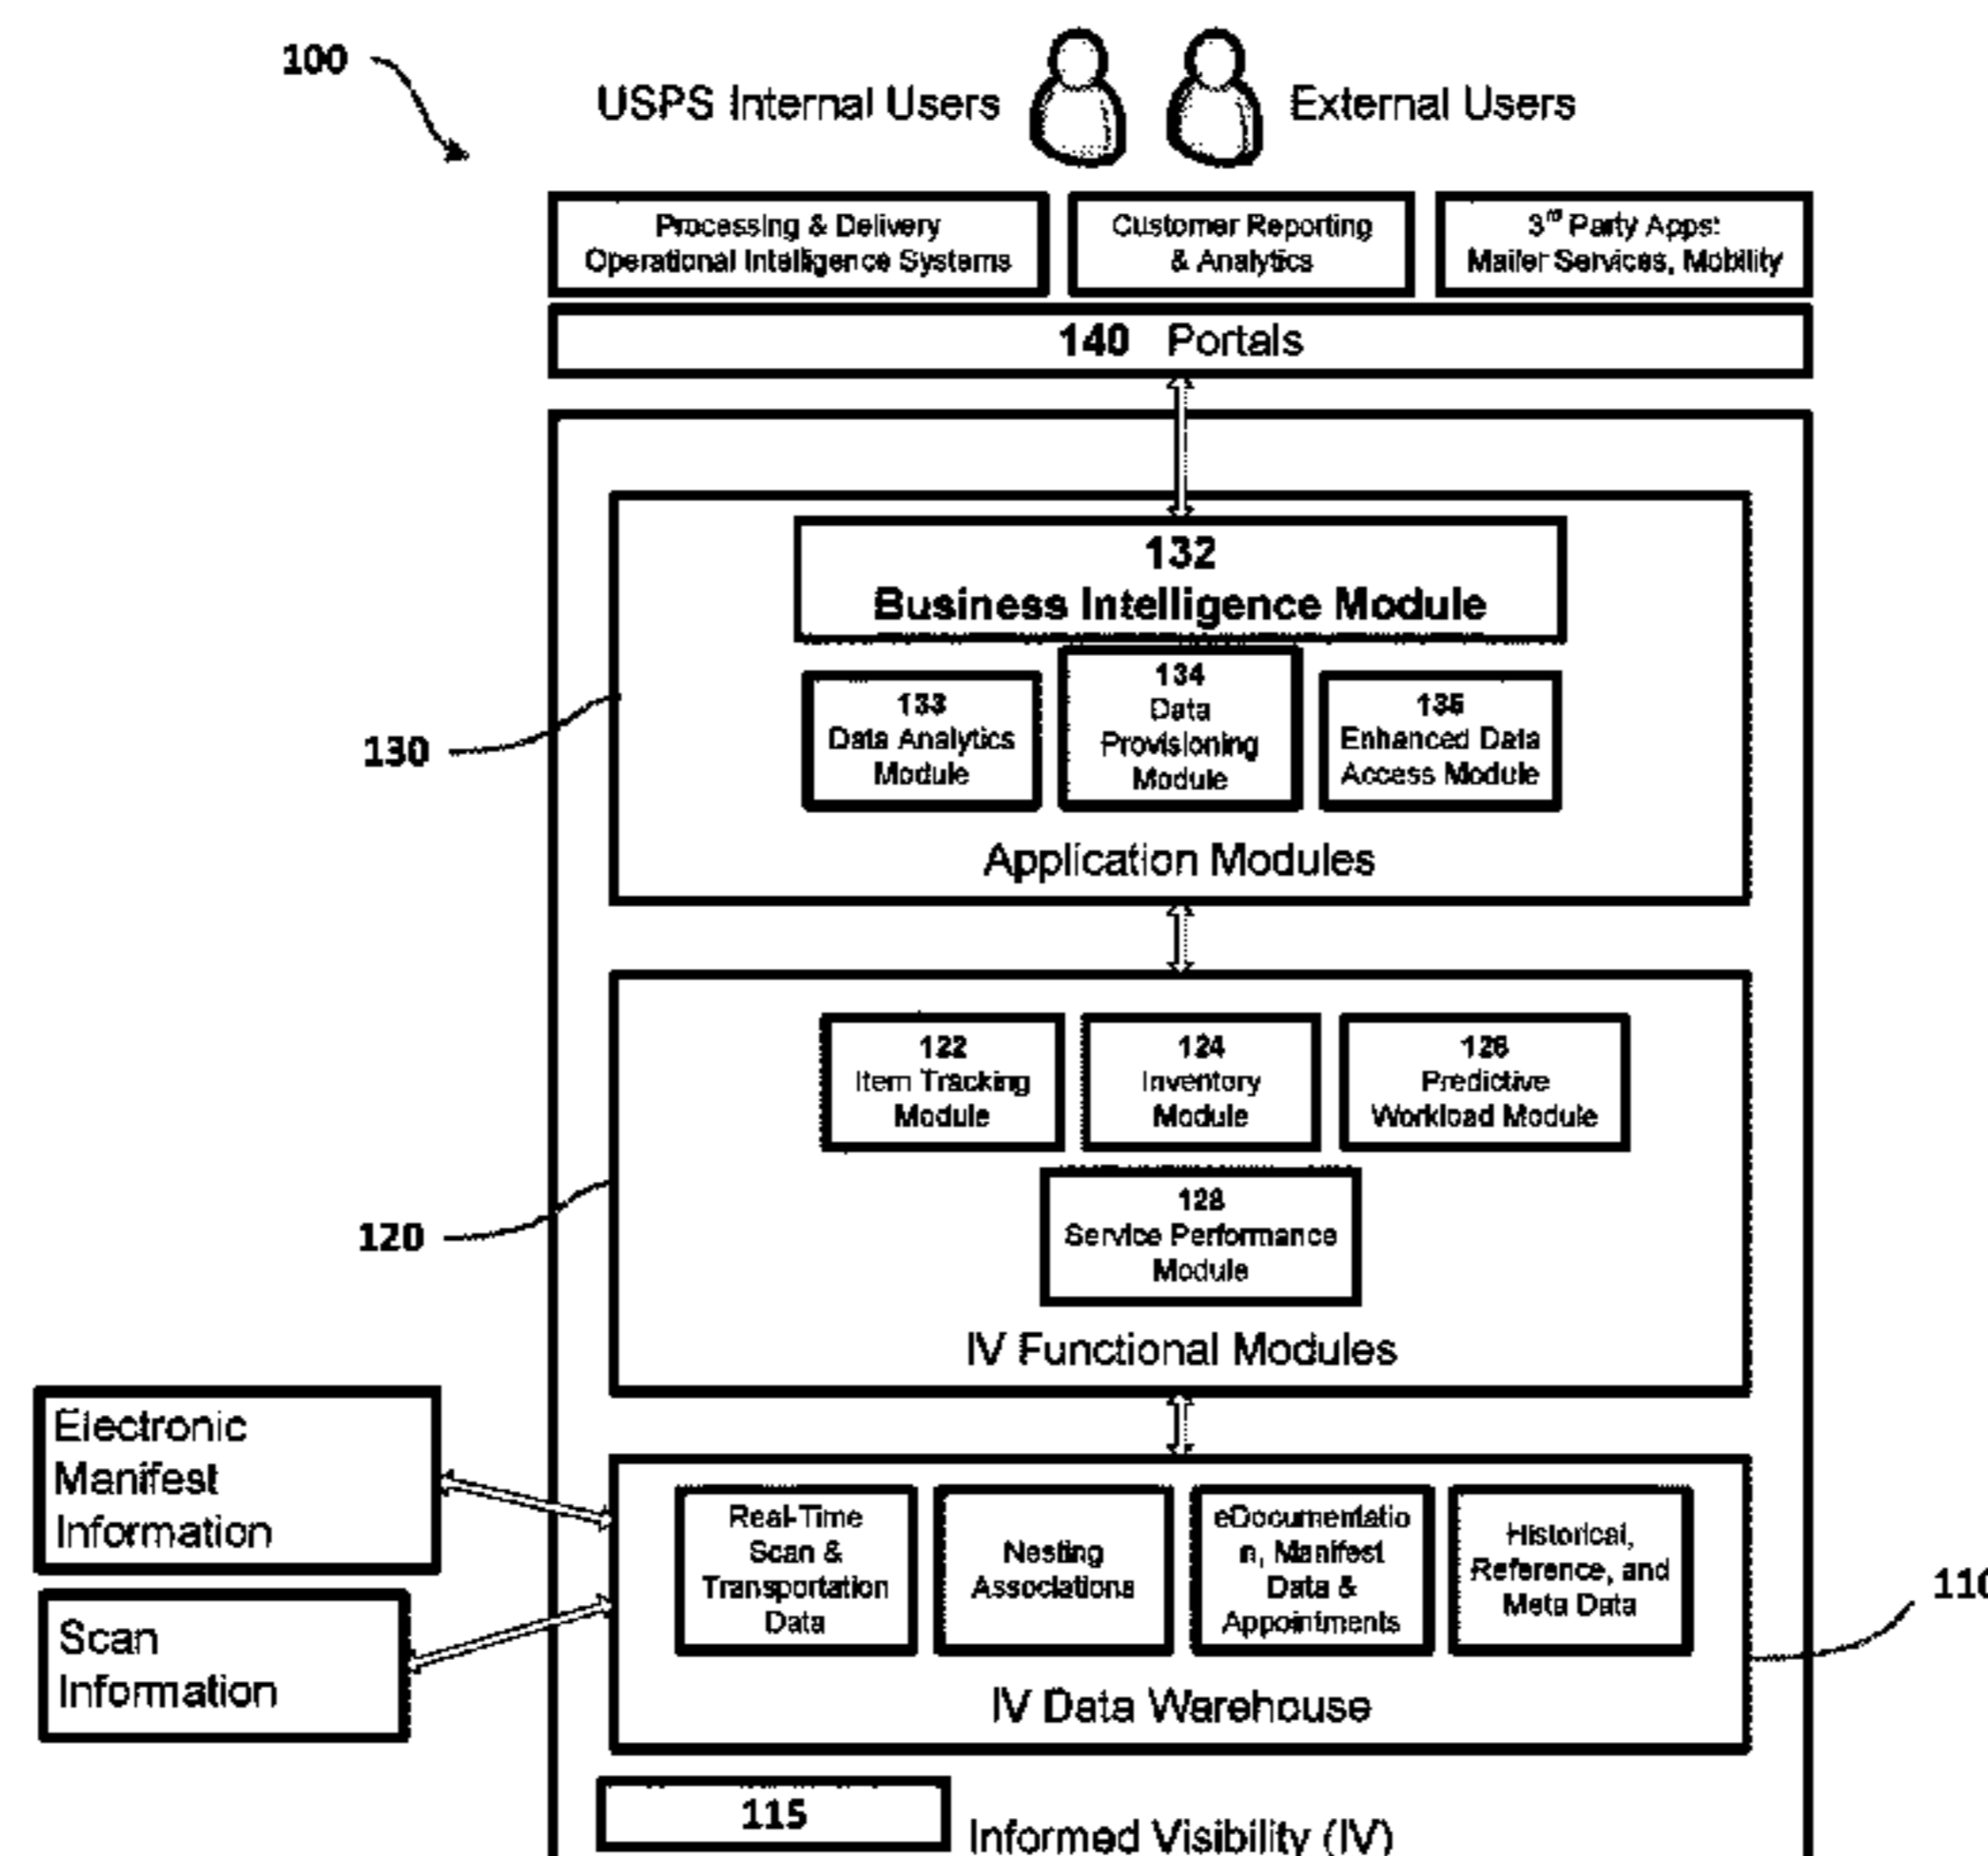 100
USPS Internal Users
External Users
Processing & Delivery
Operational Intelligence Systems
Customer Reporting
& Analytics
3rd Party Apps:
Mailer Services, Mobility
140 Portals
132
Business Intelligence Module
133
Data Analytics
Module
134
Data
Provisioning
Module
135
Enhanced Data
Access Module
130
Application Modules
122
Item Tracking
Module
124
Inventory
Module
126
Predictive
Workload Module
128
Service Performance
Module
120
IV Functional Modules
Electronic
Manifest
Information
Scan
Information
Real-Time
Scan &
Transportation
Data
Nesting
Associations
eDocumentatio
n, Manifest
Data &
Appointments
Historical,
Reference, and
Meta Data
110
IV Data Warehouse
115
Informed Visibility (IV)